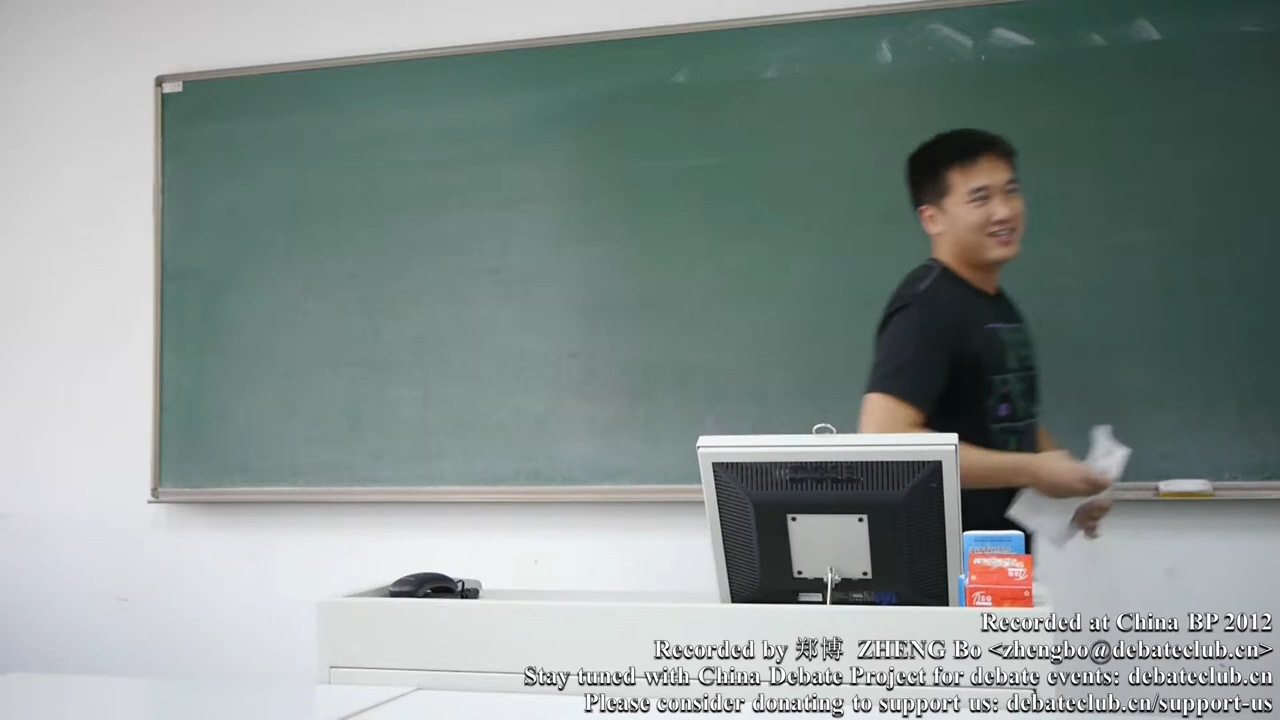 Recorded at China BP 2012
Recorded by 郑博 ZHENG Bo <zhengbo@debateclub.cn>
Stay tuned with China Debate Project for debate events: debateclub.cn
Please consider donating to support us: debateclub.cn/support-us